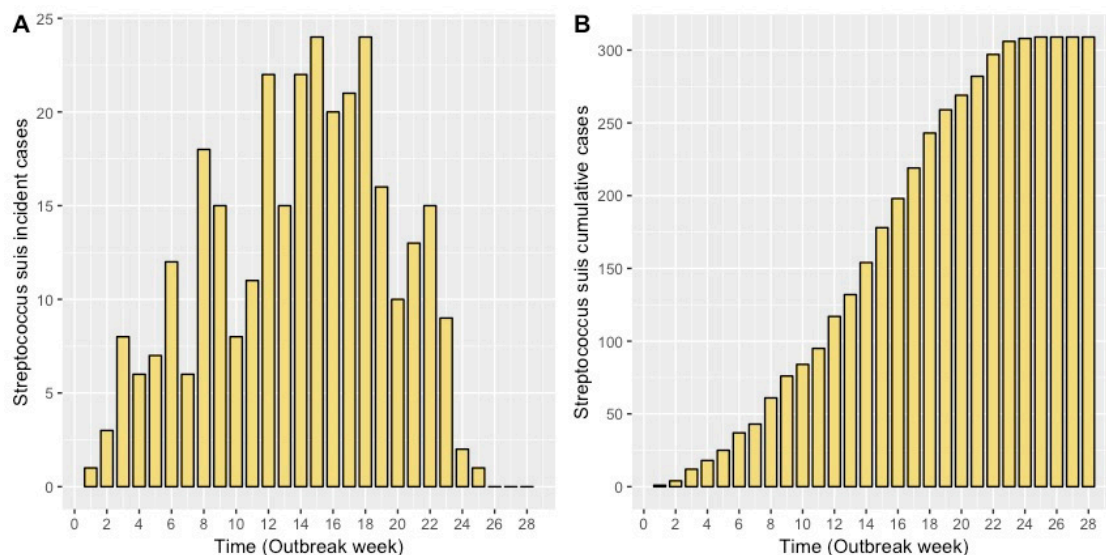 A
Streptococcus suis incident cases
25
20
15
10
5
0
0 2 4 6 8 10 12 14 16 18 20 22 24 26 28
Time (Outbreak week)
B
Streptococcus suis cumulative cases
300
250
200
150
100
50
0
0 2 4 6 8 10 12 14 16 18 20 22 24 26 28
Time (Outbreak week)